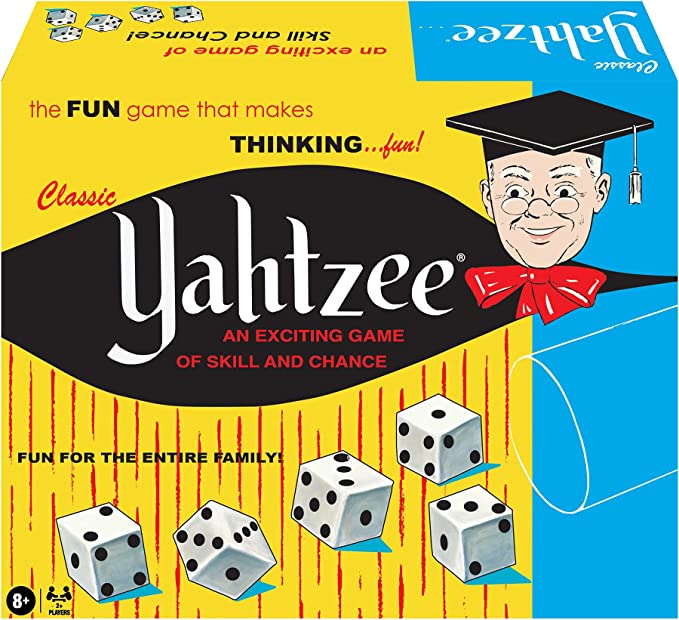 Classic
Yahtzee®
an exciting game of
Skill and Chance!
the FUN game that makes
THINKING...fun!
Classic
Yahtzee®
AN EXCITING GAME
OF SKILL AND CHANCE
FUN FOR THE ENTIRE FAMILY!
8+
2+
PLAYERS